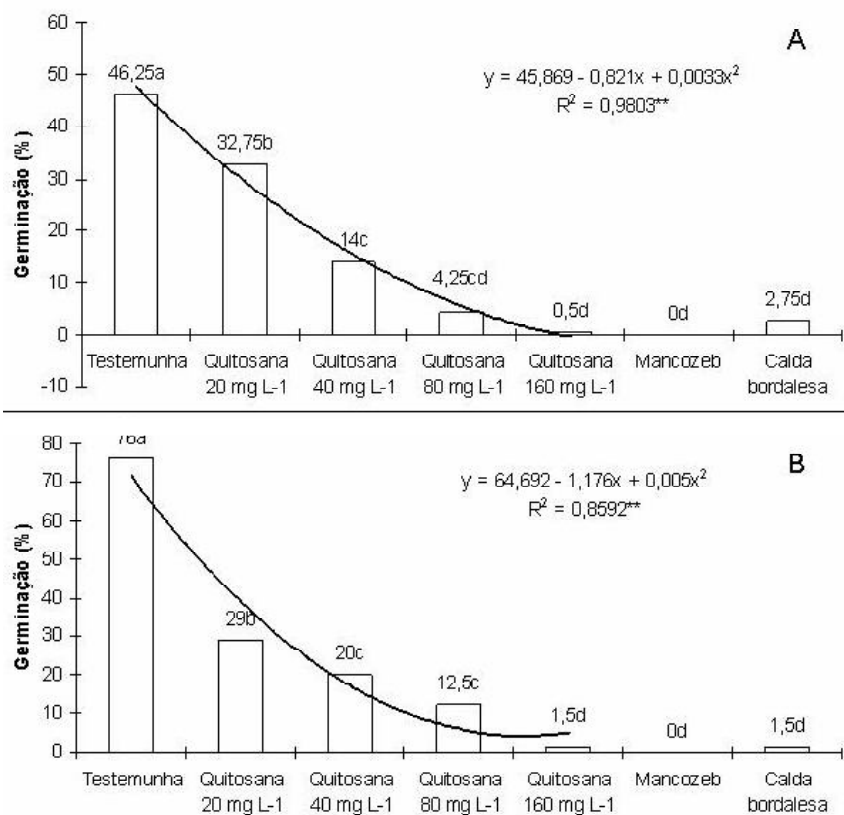 A
y = 45,869 - 0,821x + 0,0033x²
R² = 0,9803**
Germinação (%)
60
50
40
30
20
10
0
-10
46,25a
32,75b
14c
4,25cd
0,5d
0d
2,75d
Testemunha Quitosana Quitosana Quitosana Quitosana Mancozeb Calda
20 mg L-1 40 mg L-1 80 mg L-1 160 mg L-1 bordalesa
B
y = 64,692 - 1,176x + 0,005x²
R² = 0,8592**
Germinação (%)
80
70
60
50
40
30
20
10
0
76a
29b
20c
12,5c
1,5d
0d
1,5d
Testemunha Quitosana Quitosana Quitosana Quitosana Mancozeb Calda
20 mg L-1 40 mg L-1 80 mg L-1 160 mg L-1 bordalesa